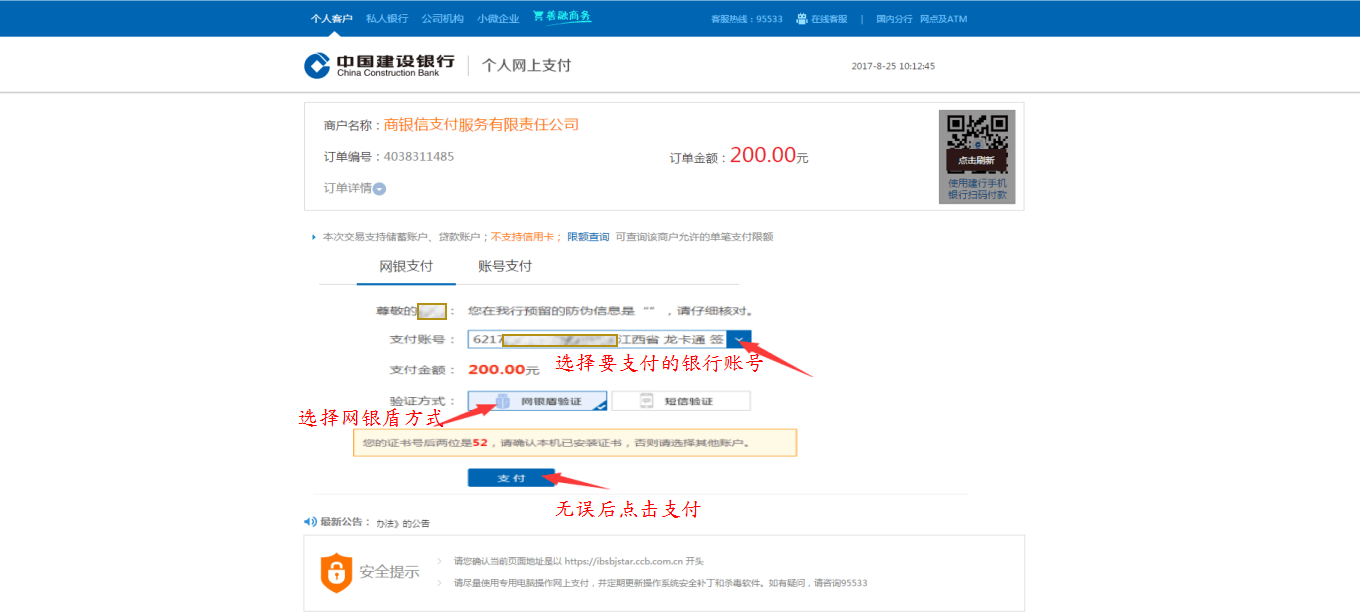 个人客户 私人银行 公司机构 小微企业 善融商务 客服热线：95533 在线客服 | 国内分行 网点及ATM
中国建设银行
China Construction Bank
个人网上支付
2017-8-25 10:12:45
商户名称：商银信支付服务有限责任公司
订单编号：4038311485
订单金额：200.00元
订单详情
点击刷新
使用建行手机
银行扫码付款
本次交易支持储蓄账户、贷款账户；不支持信用卡； 限额查询 可查询该商户允许的单笔支付限额
网银支付 账号支付
尊敬的 ： 您在我行预留的防伪信息是 “” ，请仔细核对。
支付账号： 6217 江西省 龙卡通 签
选择要支付的银行账号
支付金额： 200.00元
验证方式： 网银盾验证 短信验证
选择网银盾方式
您的证书号后两位是52，请确认本机已安装证书，否则请选择其他账户。
支付
无误后点击支付
最新公告： 办法》的公告
安全提示
请您确认当前页面地址是以 https://ibsbjstar.ccb.com.cn 开头
请尽量使用专用电脑操作网上支付，并定期更新操作系统安全补丁和杀毒软件。如有疑问，请咨询95533